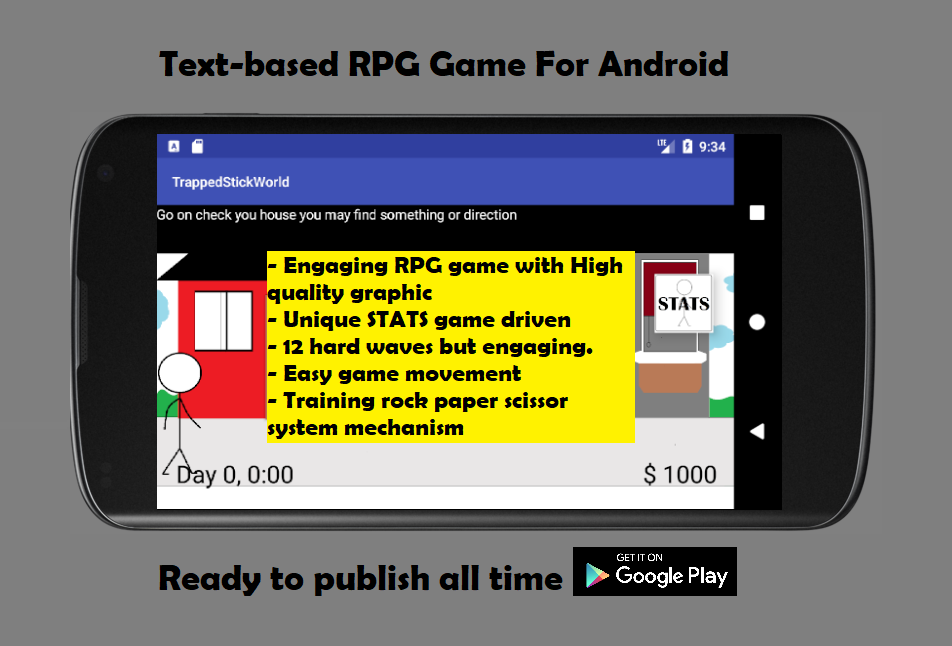 Text-based RPG Game For Android
A
LTE
9:34
TrappedStickWorld
Go on check you house you may find something or direction
- Engaging RPG game with High
quality graphic
- Unique STATS game driven
- 12 hard waves but engaging.
- Easy game movement
- Training rock paper scissor
system mechanism
STATS
Day 0, 0:00
$ 1000
Ready to publish all time
GET IT ON
Google Play